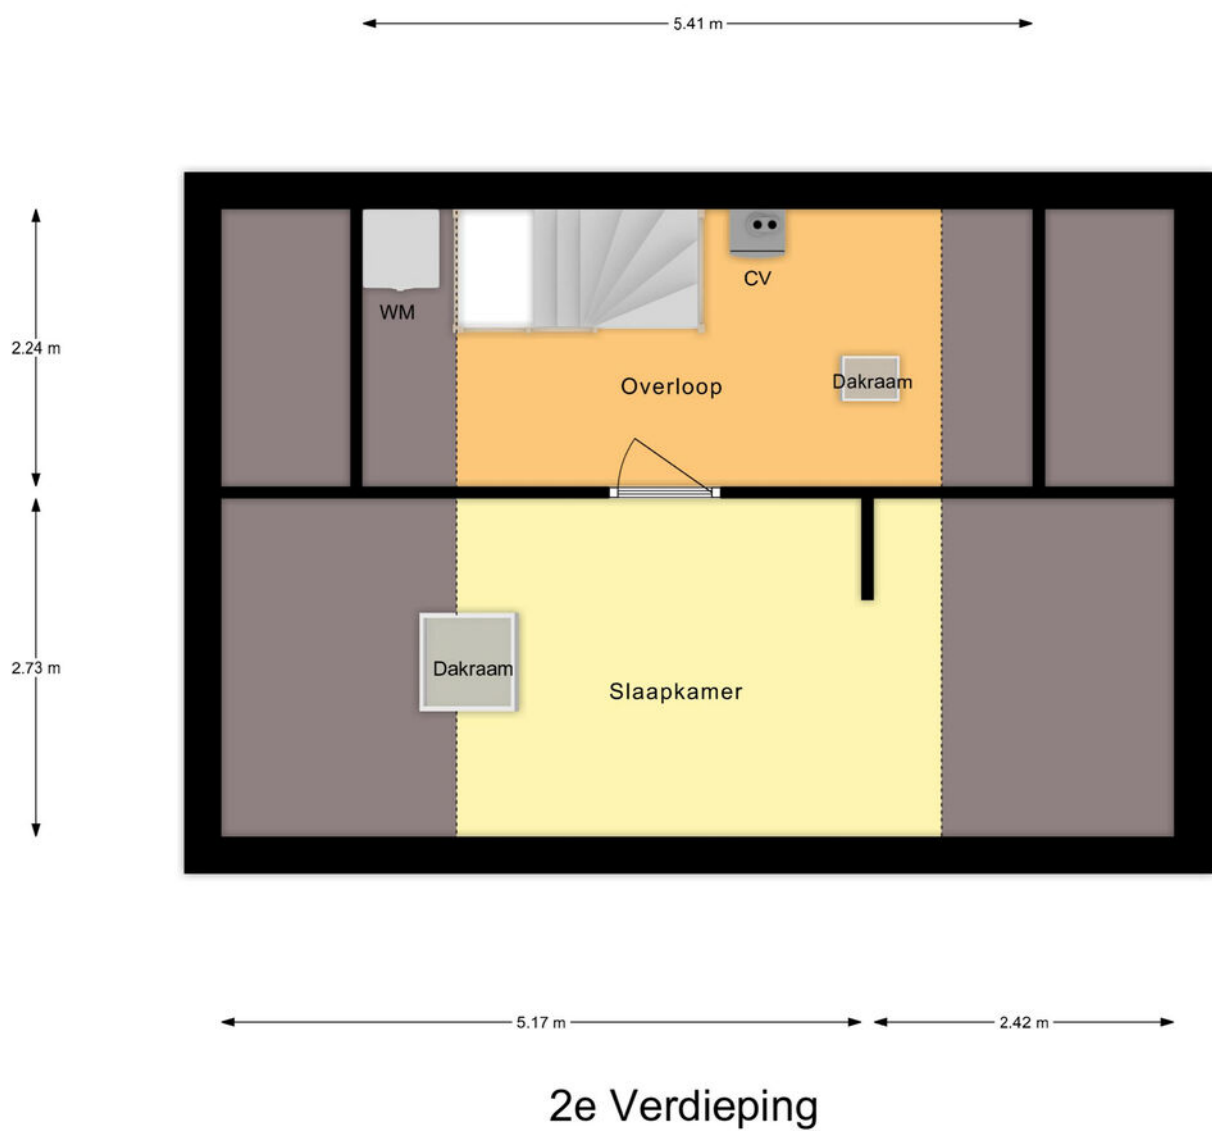 5.41 m
2.24 m
WM
CV
Overloop
Dakraam
2.73 m
Dakraam
Slaapkamer
5.17 m
2.42 m
2e Verdieping